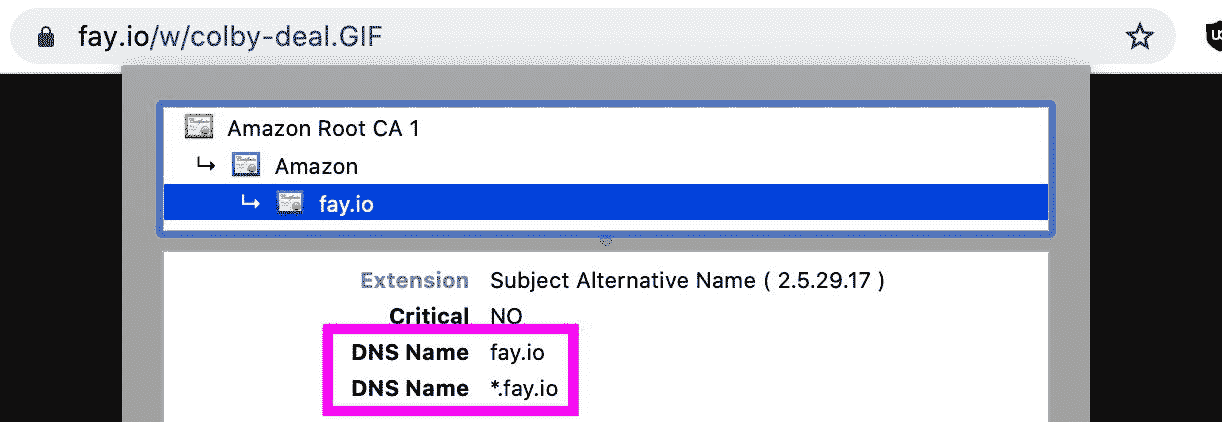 fay.io/w/colby-deal.GIF
Amazon Root CA 1
Amazon
fay.io
Extension Subject Alternative Name ( 2.5.29.17 )
Critical NO
DNS Name fay.io
DNS Name *.fay.io